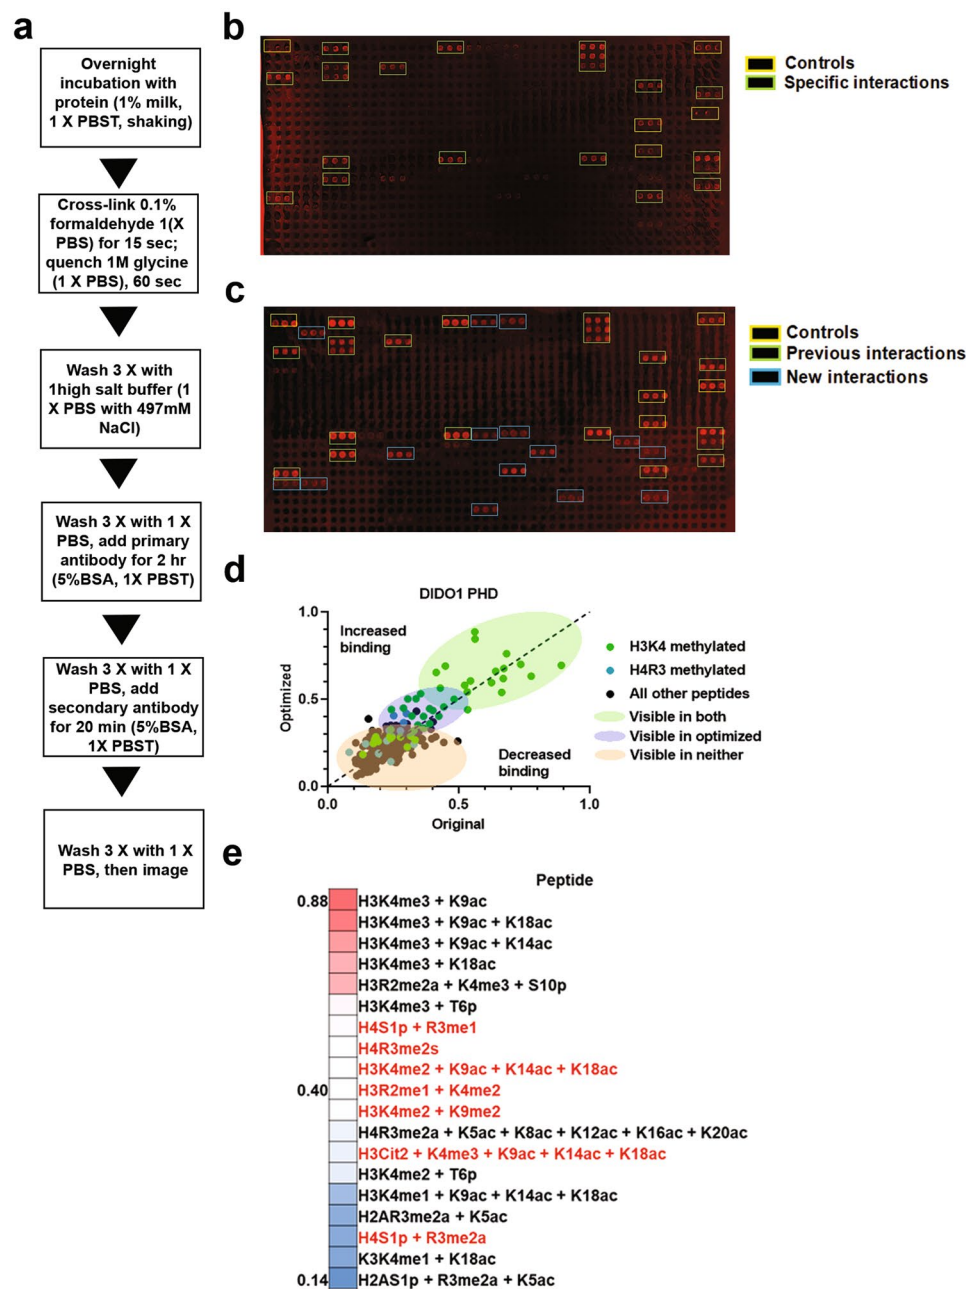 a
Overnight
incubation with
protein (1% milk,
1 X PBST, shaking)
Cross-link 0.1%
formaldehyde 1(X
PBS) for 15 sec;
quench 1M glycine
(1 X PBS), 60 sec
Wash 3 X with
1high salt buffer (1
X PBS with 497mM
NaCl)
Wash 3 X with 1 X
PBS, add primary
antibody for 2 hr
(5%BSA, 1X PBST)
Wash 3 X with 1 X
PBS, add
secondary antibody
for 20 min (5%BSA,
1X PBST)
Wash 3 X with 1 X
PBS, then image
b
Controls
Specific interactions
c
Controls
Previous interactions
New interactions
d
DIDO1 PHD
1.0
Increased
binding
Optimized
0.5
Decreased
binding
0.0
0.0
0.5
1.0
Original
H3K4 methylated
H4R3 methylated
All other peptides
Visible in both
Visible in optimized
Visible in neither
e
Peptide
0.88 H3K4me3 + K9ac
H3K4me3 + K9ac + K18ac
H3K4me3 + K9ac + K14ac
H3K4me3 + K18ac
H3R2me2a + K4me3 + S10p
H3K4me3 + T6p
H4S1p + R3me1
H4R3me2s
H3K4me2 + K9ac + K14ac + K18ac
0.40 H3R2me1 + K4me2
H3K4me2 + K9me2
H4R3me2a + K5ac + K8ac + K12ac + K16ac + K20ac
H3Cit2 + K4me3 + K9ac + K14ac + K18ac
H3K4me2 + T6p
H3K4me1 + K9ac + K14ac + K18ac
H2AR3me2a + K5ac
H4S1p + R3me2a
K3K4me1 + K18ac
0.14 H2AS1p + R3me2a + K5ac